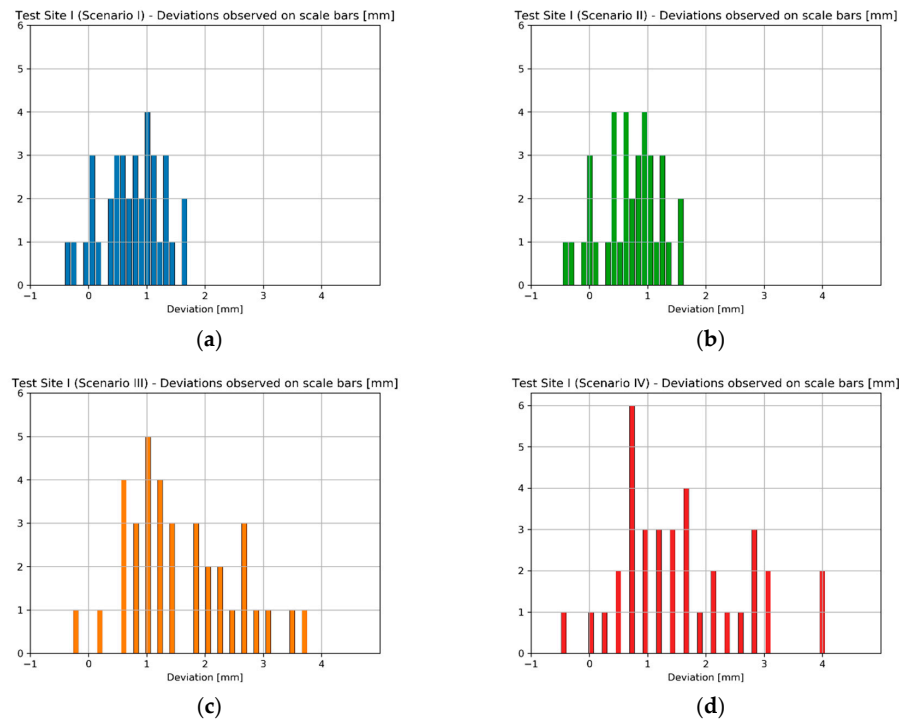 Test Site I (Scenario I) - Deviations observed on scale bars [mm]
6
5
4
3
2
1
0
-1 0 1 2 3 4
Deviation [mm]
(a)
Test Site I (Scenario II) - Deviations observed on scale bars [mm]
6
5
4
3
2
1
0
-1 0 1 2 3 4
Deviation [mm]
(b)
Test Site I (Scenario III) - Deviations observed on scale bars [mm]
6
5
4
3
2
1
0
-1 0 1 2 3 4
Deviation [mm]
(c)
Test Site I (Scenario IV) - Deviations observed on scale bars [mm]
6
5
4
3
2
1
0
-1 0 1 2 3 4
Deviation [mm]
(d)